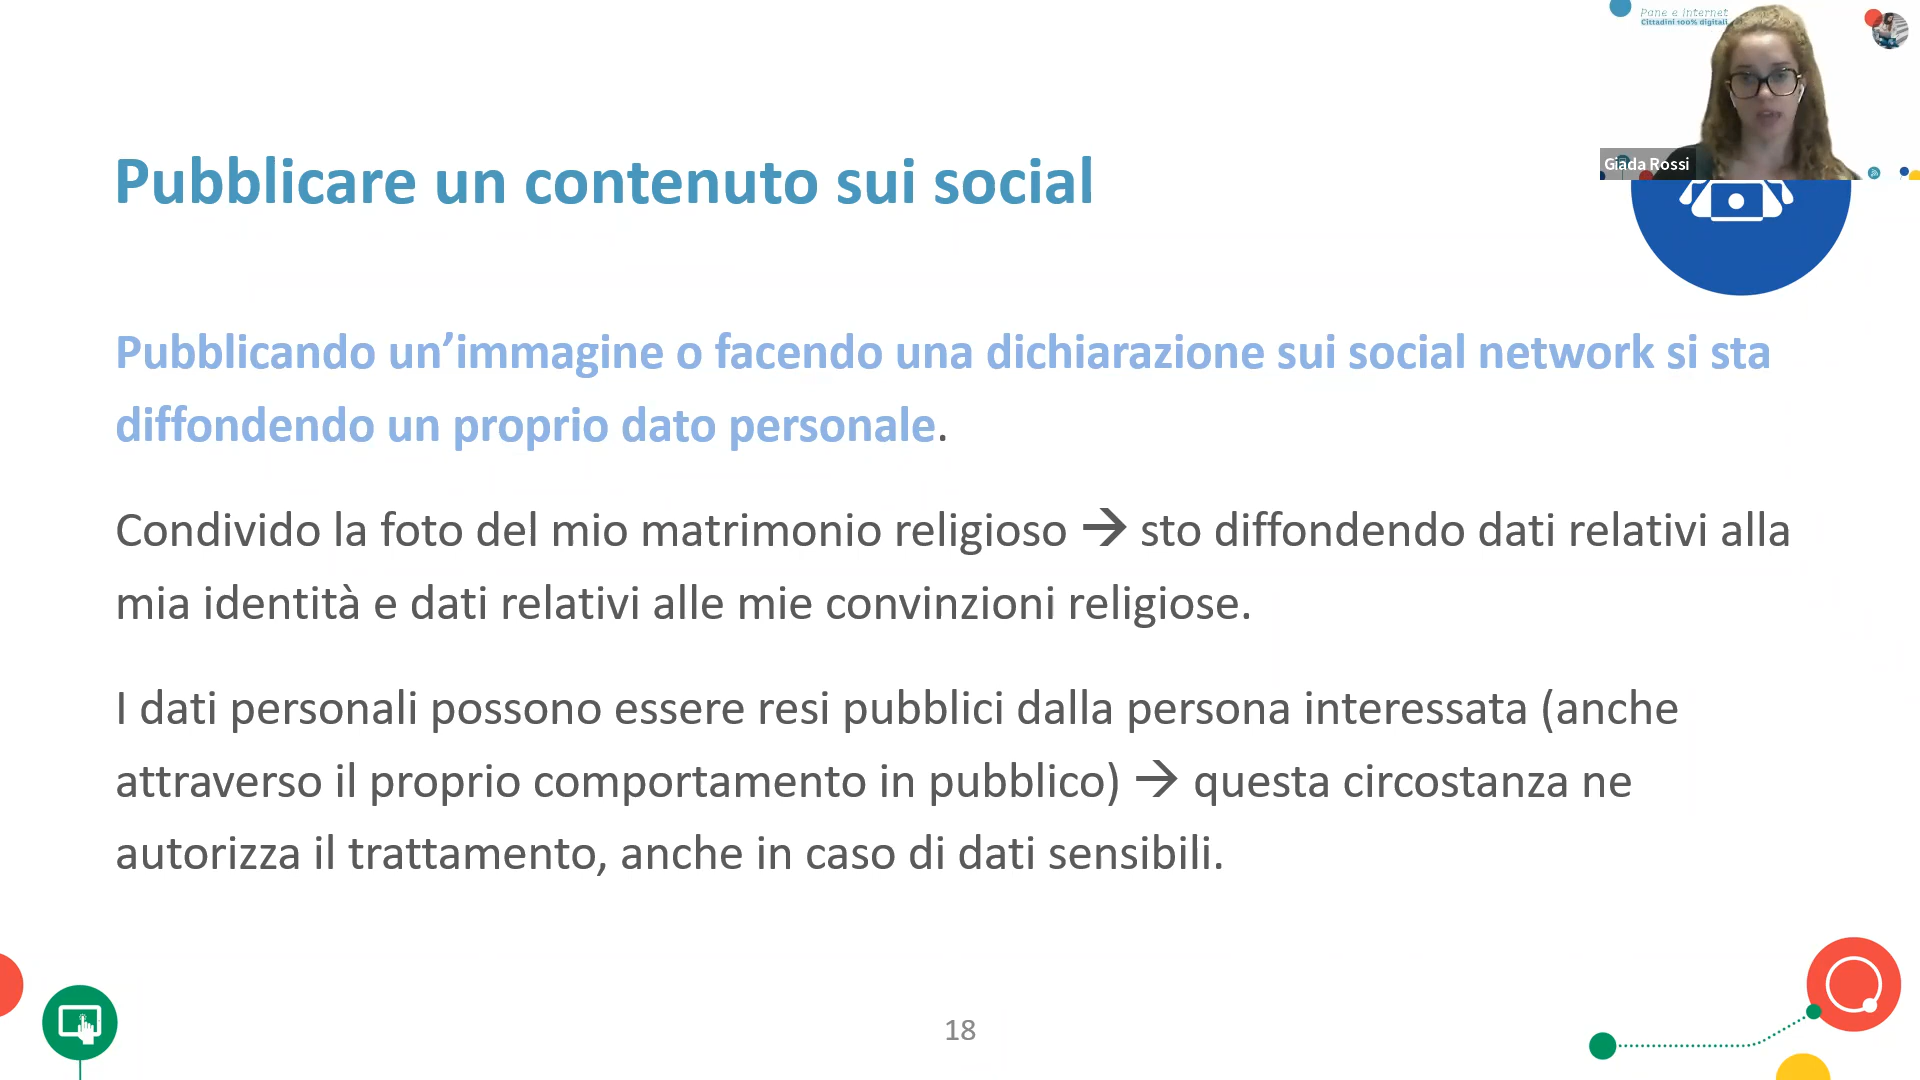 Pane e Internet
Cittadini 100% digitali
Giada Rossi
Pubblicare un contenuto sui social
Pubblicando un’immagine o facendo una dichiarazione sui social network si sta
diffondendo un proprio dato personale.
Condivido la foto del mio matrimonio religioso → sto diffondendo dati relativi alla
mia identità e dati relativi alle mie convinzioni religiose.
I dati personali possono essere resi pubblici dalla persona interessata (anche
attraverso il proprio comportamento in pubblico) → questa circostanza ne
autorizza il trattamento, anche in caso di dati sensibili.
18